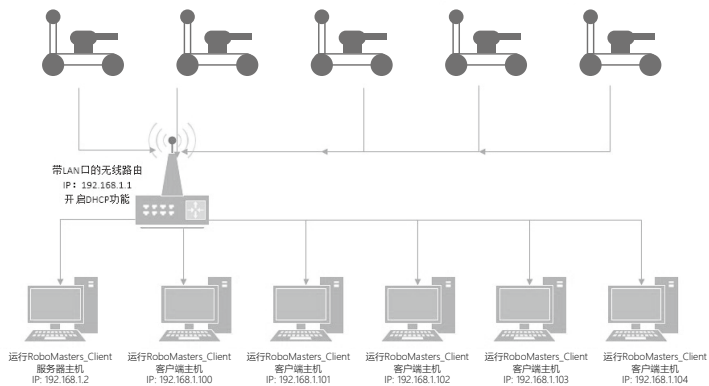 带LAN口的无线路由
IP：192.168.1.1
开启DHCP功能
运行RoboMasters_Client
服务器主机
IP: 192.168.1.2
运行RoboMasters_Client
客户端主机
IP: 192.168.1.100
运行RoboMasters_Client
客户端主机
IP: 192.168.1.101
运行RoboMasters_Client
客户端主机
IP: 192.168.1.102
运行RoboMasters_Client
客户端主机
IP: 192.168.1.103
运行RoboMasters_Client
客户端主机
IP: 192.168.1.104